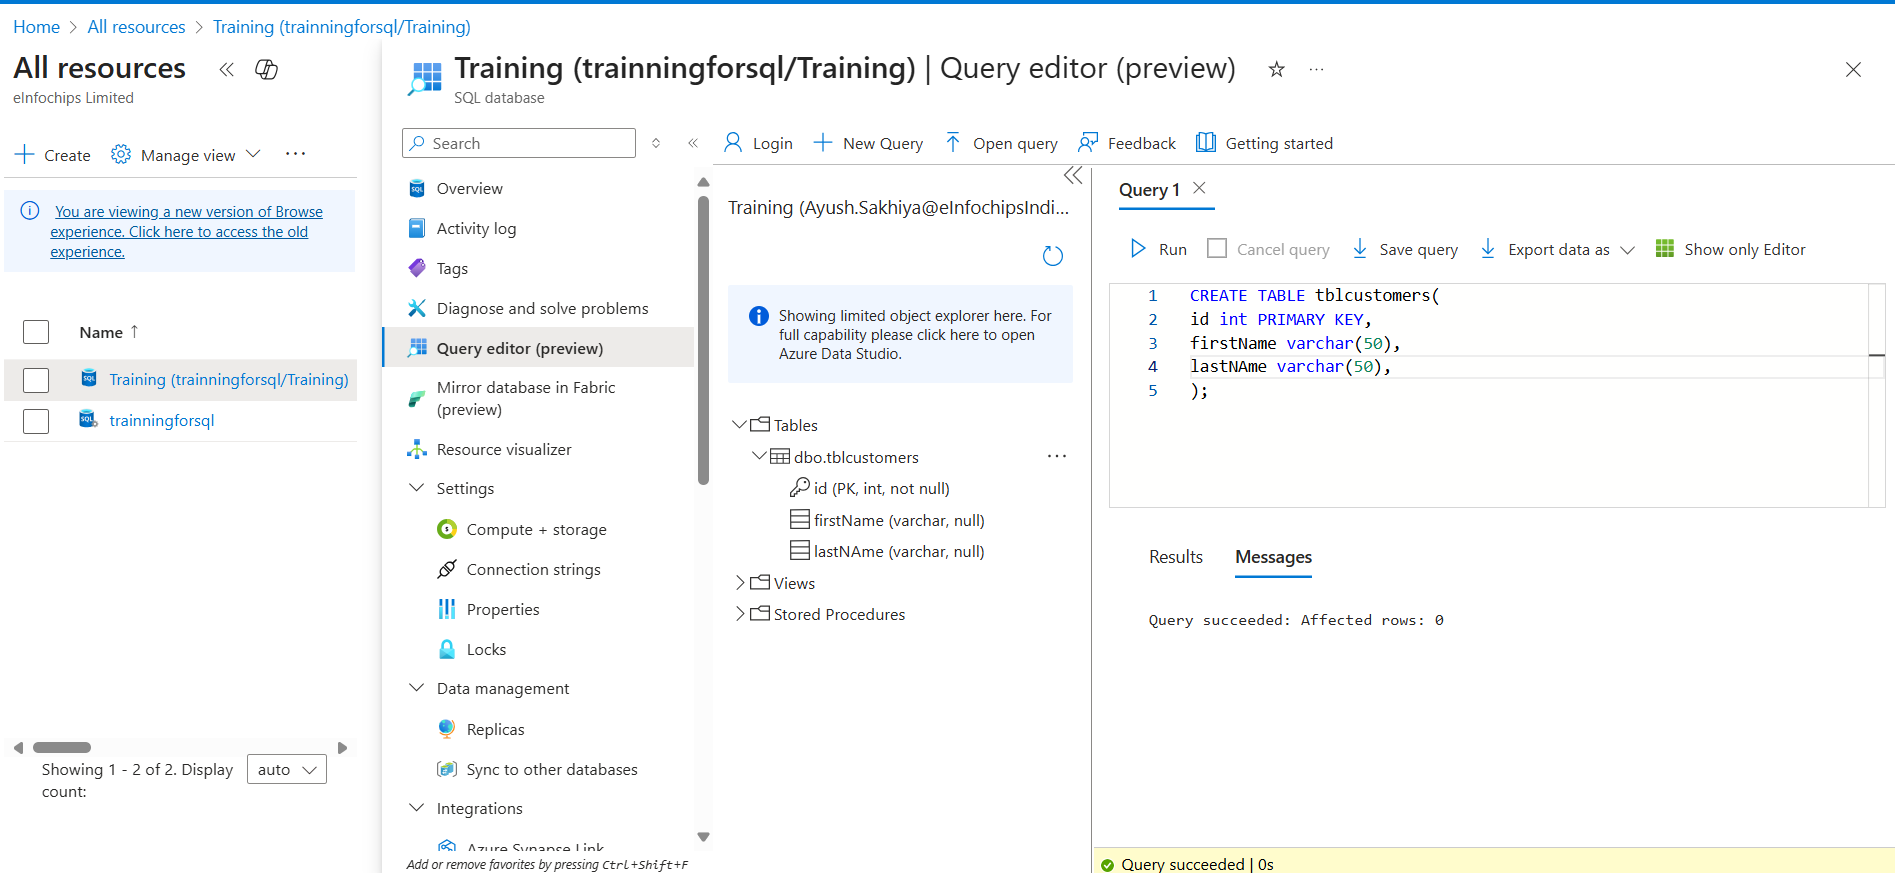 Home > All resources > Training (trainningforsql/Training)
All resources
eInfochips Limited
Create
Manage view
You are viewing a new version of Browse
experience. Click here to access the old
experience.
Name ↑
Training (trainningforsql/Training)
trainningforsql
Showing 1 - 2 of 2. Display
count:
auto
Training (trainningforsql/Training) | Query editor (preview)
SQL database
Search
Overview
Activity log
Tags
Diagnose and solve problems
Query editor (preview)
Mirror database in Fabric
(preview)
Resource visualizer
Settings
Compute + storage
Connection strings
Properties
Locks
Data management
Replicas
Sync to other databases
Integrations
Azure Synapse Link
Add or remove favorites by pressing Ctrl+Shift+F
Login
New Query
Open query
Feedback
Getting started
Training (Ayush.Sakhiya@eInfochipsIndi...
Showing limited object explorer here. For
full capability please click here to open
Azure Data Studio.
Tables
dbo.tblcustomers
id (PK, int, not null)
firstName (varchar, null)
lastNAme (varchar, null)
Views
Stored Procedures
Query 1
Run
Cancel query
Save query
Export data as
Show only Editor
1 CREATE TABLE tblcustomers(
2 id int PRIMARY KEY,
3 firstName varchar(50),
4 lastNAme varchar(50),
5 );
Results
Messages
Query succeeded: Affected rows: 0
Query succeeded | 0s